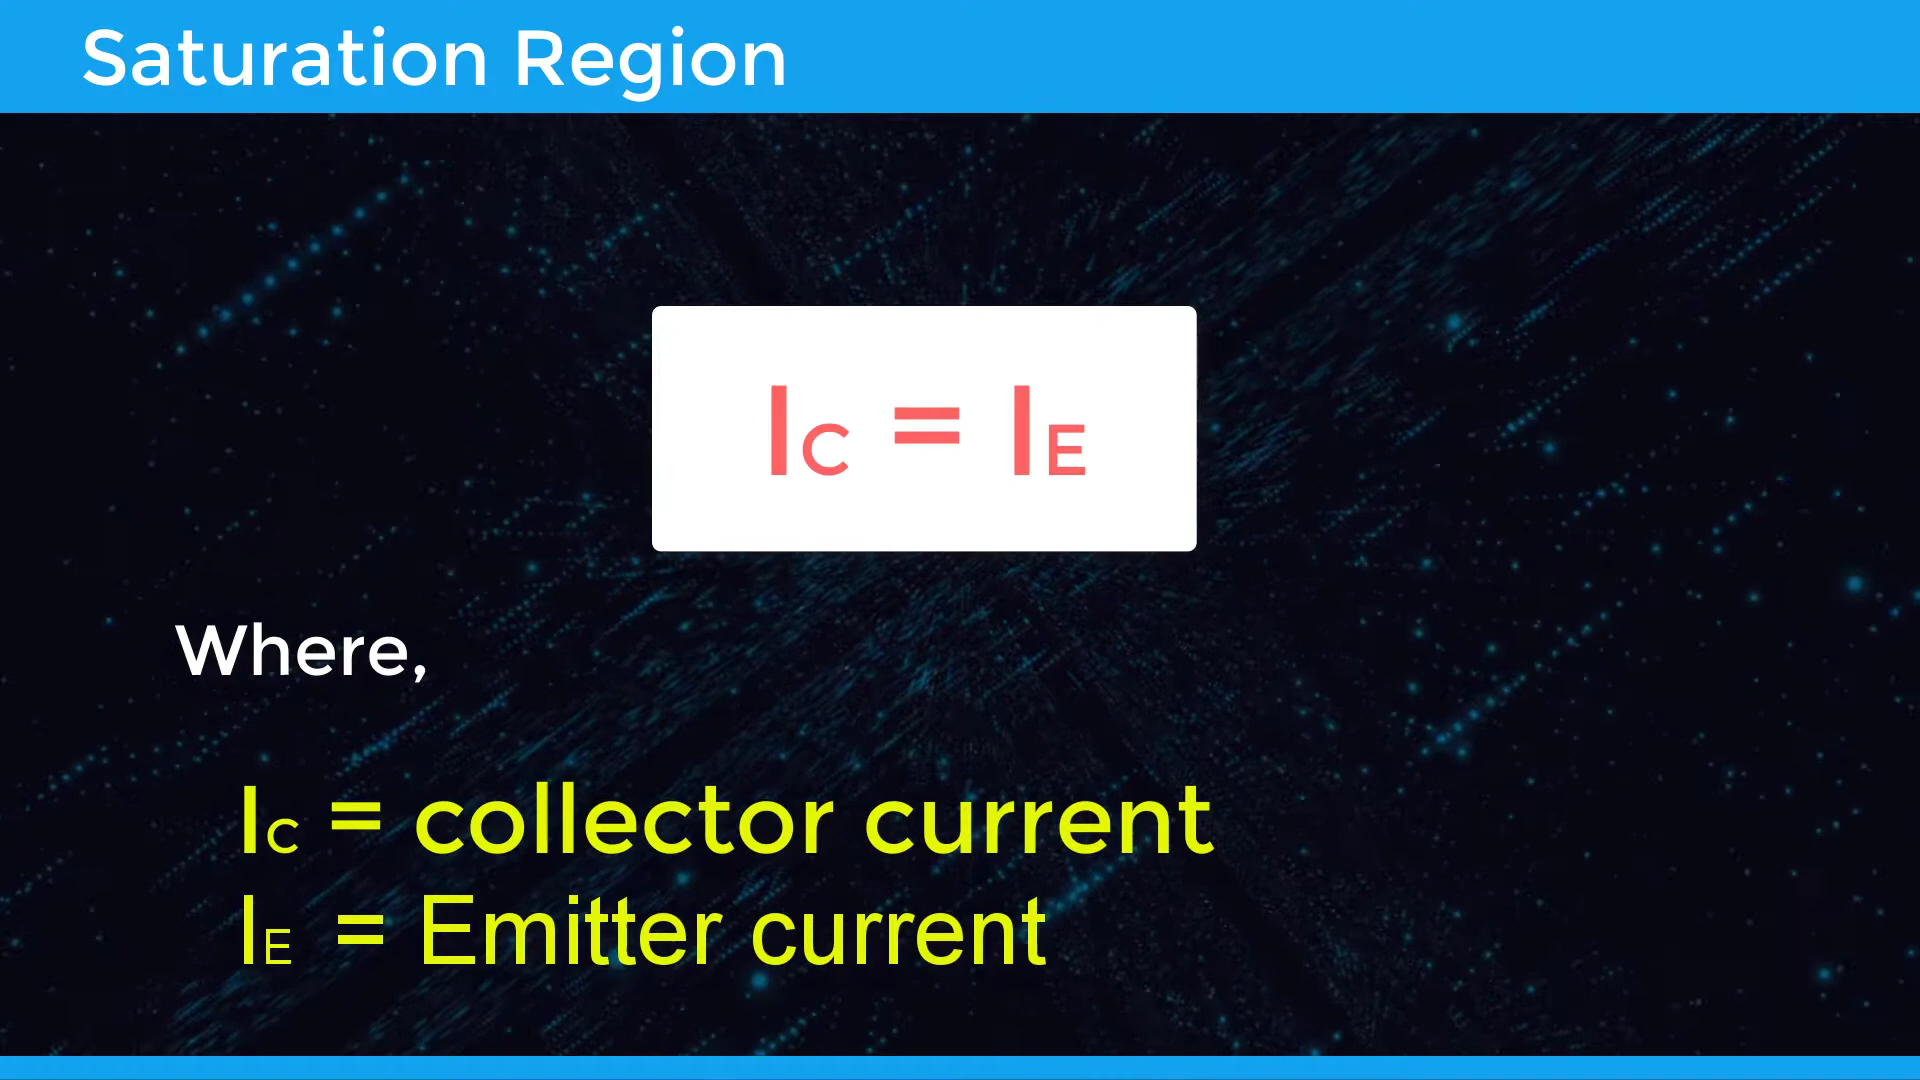 Saturation Region
IC = IE
Where,
IC = collector current
IE = Emitter current